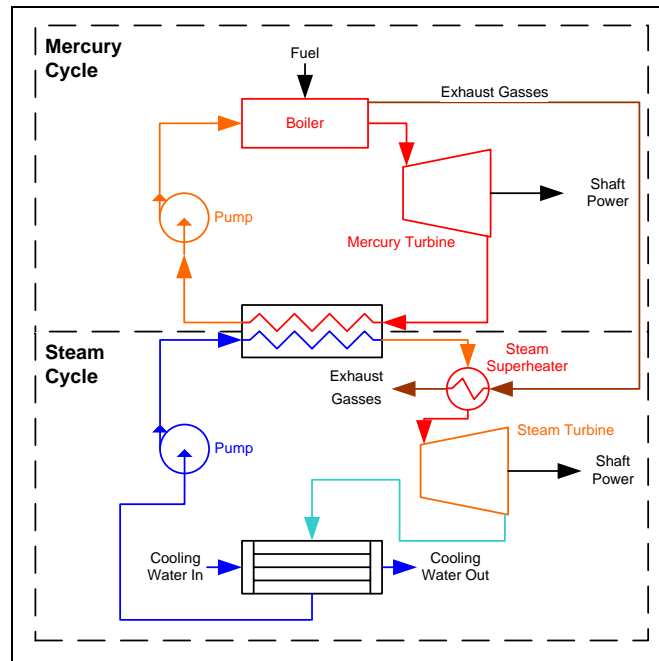 Mercury
Cycle
Fuel
Exhaust Gasses
Boiler
Shaft
Power
Pump
Mercury Turbine
Steam
Cycle
Steam
Superheater
Exhaust
Gasses
Steam Turbine
Pump
Shaft
Power
Cooling
Water In
Cooling
Water Out